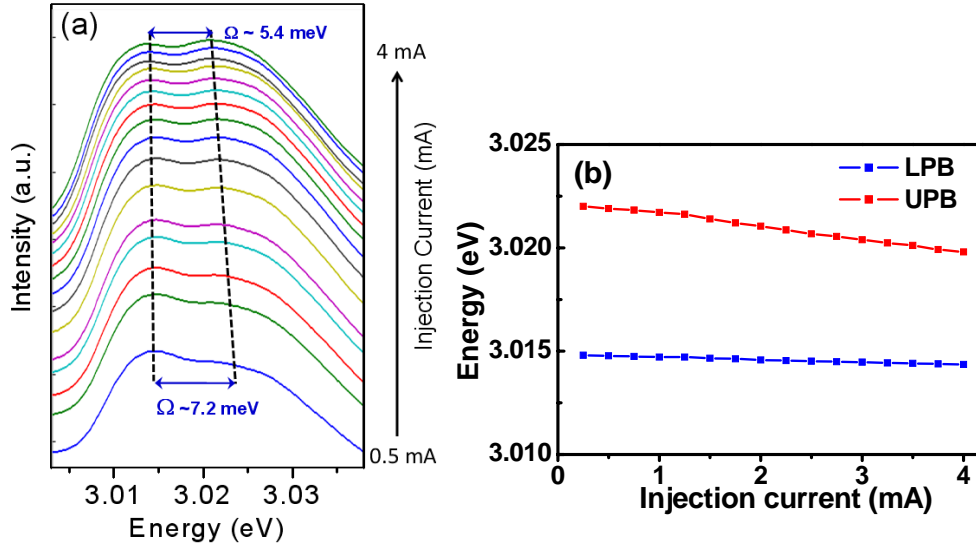 (a)
Ω ~ 5.4 meV
4 mA
Intensity (a.u.)
Injection Current (mA)
Ω ~7.2 meV
0.5 mA
3.01 3.02 3.03
Energy (eV)
(b)
LPB
UPB
3.025
3.020
3.015
3.010
Energy (eV)
0 1 2 3 4
Injection current (mA)